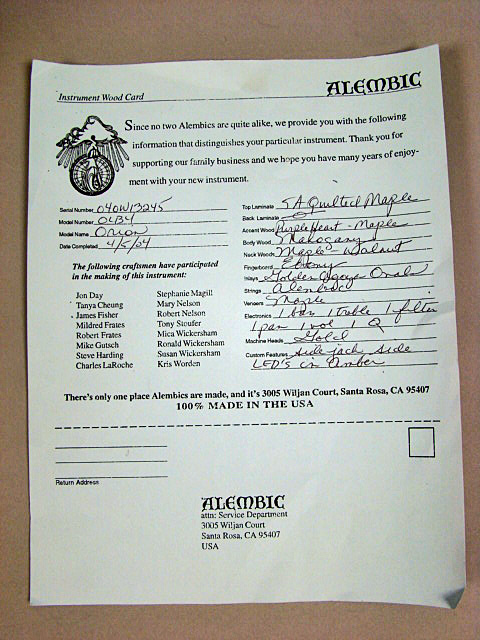 ALEMBIC
Instrument Wood Card
Since no two Alembics are quite alike, we provide you with the following
information that distinguishes your particular instrument. Thank you for
supporting our family business and we hope you have many years of enjoy-
ment with your new instrument.
Serial Number 040W13245
Model Number OLB4
Model Name Orion
Date Completed 4/5/04
The following craftsmen have participated
in the making of this instrument:
Jon Day
Tanya Cheung
James Fisher
Mildred Frates
Robert Frates
Mike Gutsch
Steve Harding
Charles LaRoche
Stephanie Magill
Mary Nelson
Robert Nelson
Tony Stoufer
Mica Wickersham
Ronald Wickersham
Susan Wickersham
Kris Worden
Top Laminate 5A Quilted Maple
Back Laminate
Accent Wood Purpleheart - Maple
Body Wood Mahogany
Neck Woods Maple - Walnut
Fingerboard Ebony
Inlays Golden Ovals
Strings Alembic
Veneers Maple
Electronics 1 bass 1 treble 1 filter
1 pan 1 vol 1 Q
Machine Heads Gold
Custom Features side jack side
LED's in Amber
There's only one place Alembics are made, and it's 3005 Wiljan Court, Santa Rosa, CA 95407
100% MADE IN THE USA
Return Address
ALEMBIC
attn: Service Department
3005 Wiljan Court
Santa Rosa, CA 95407
USA